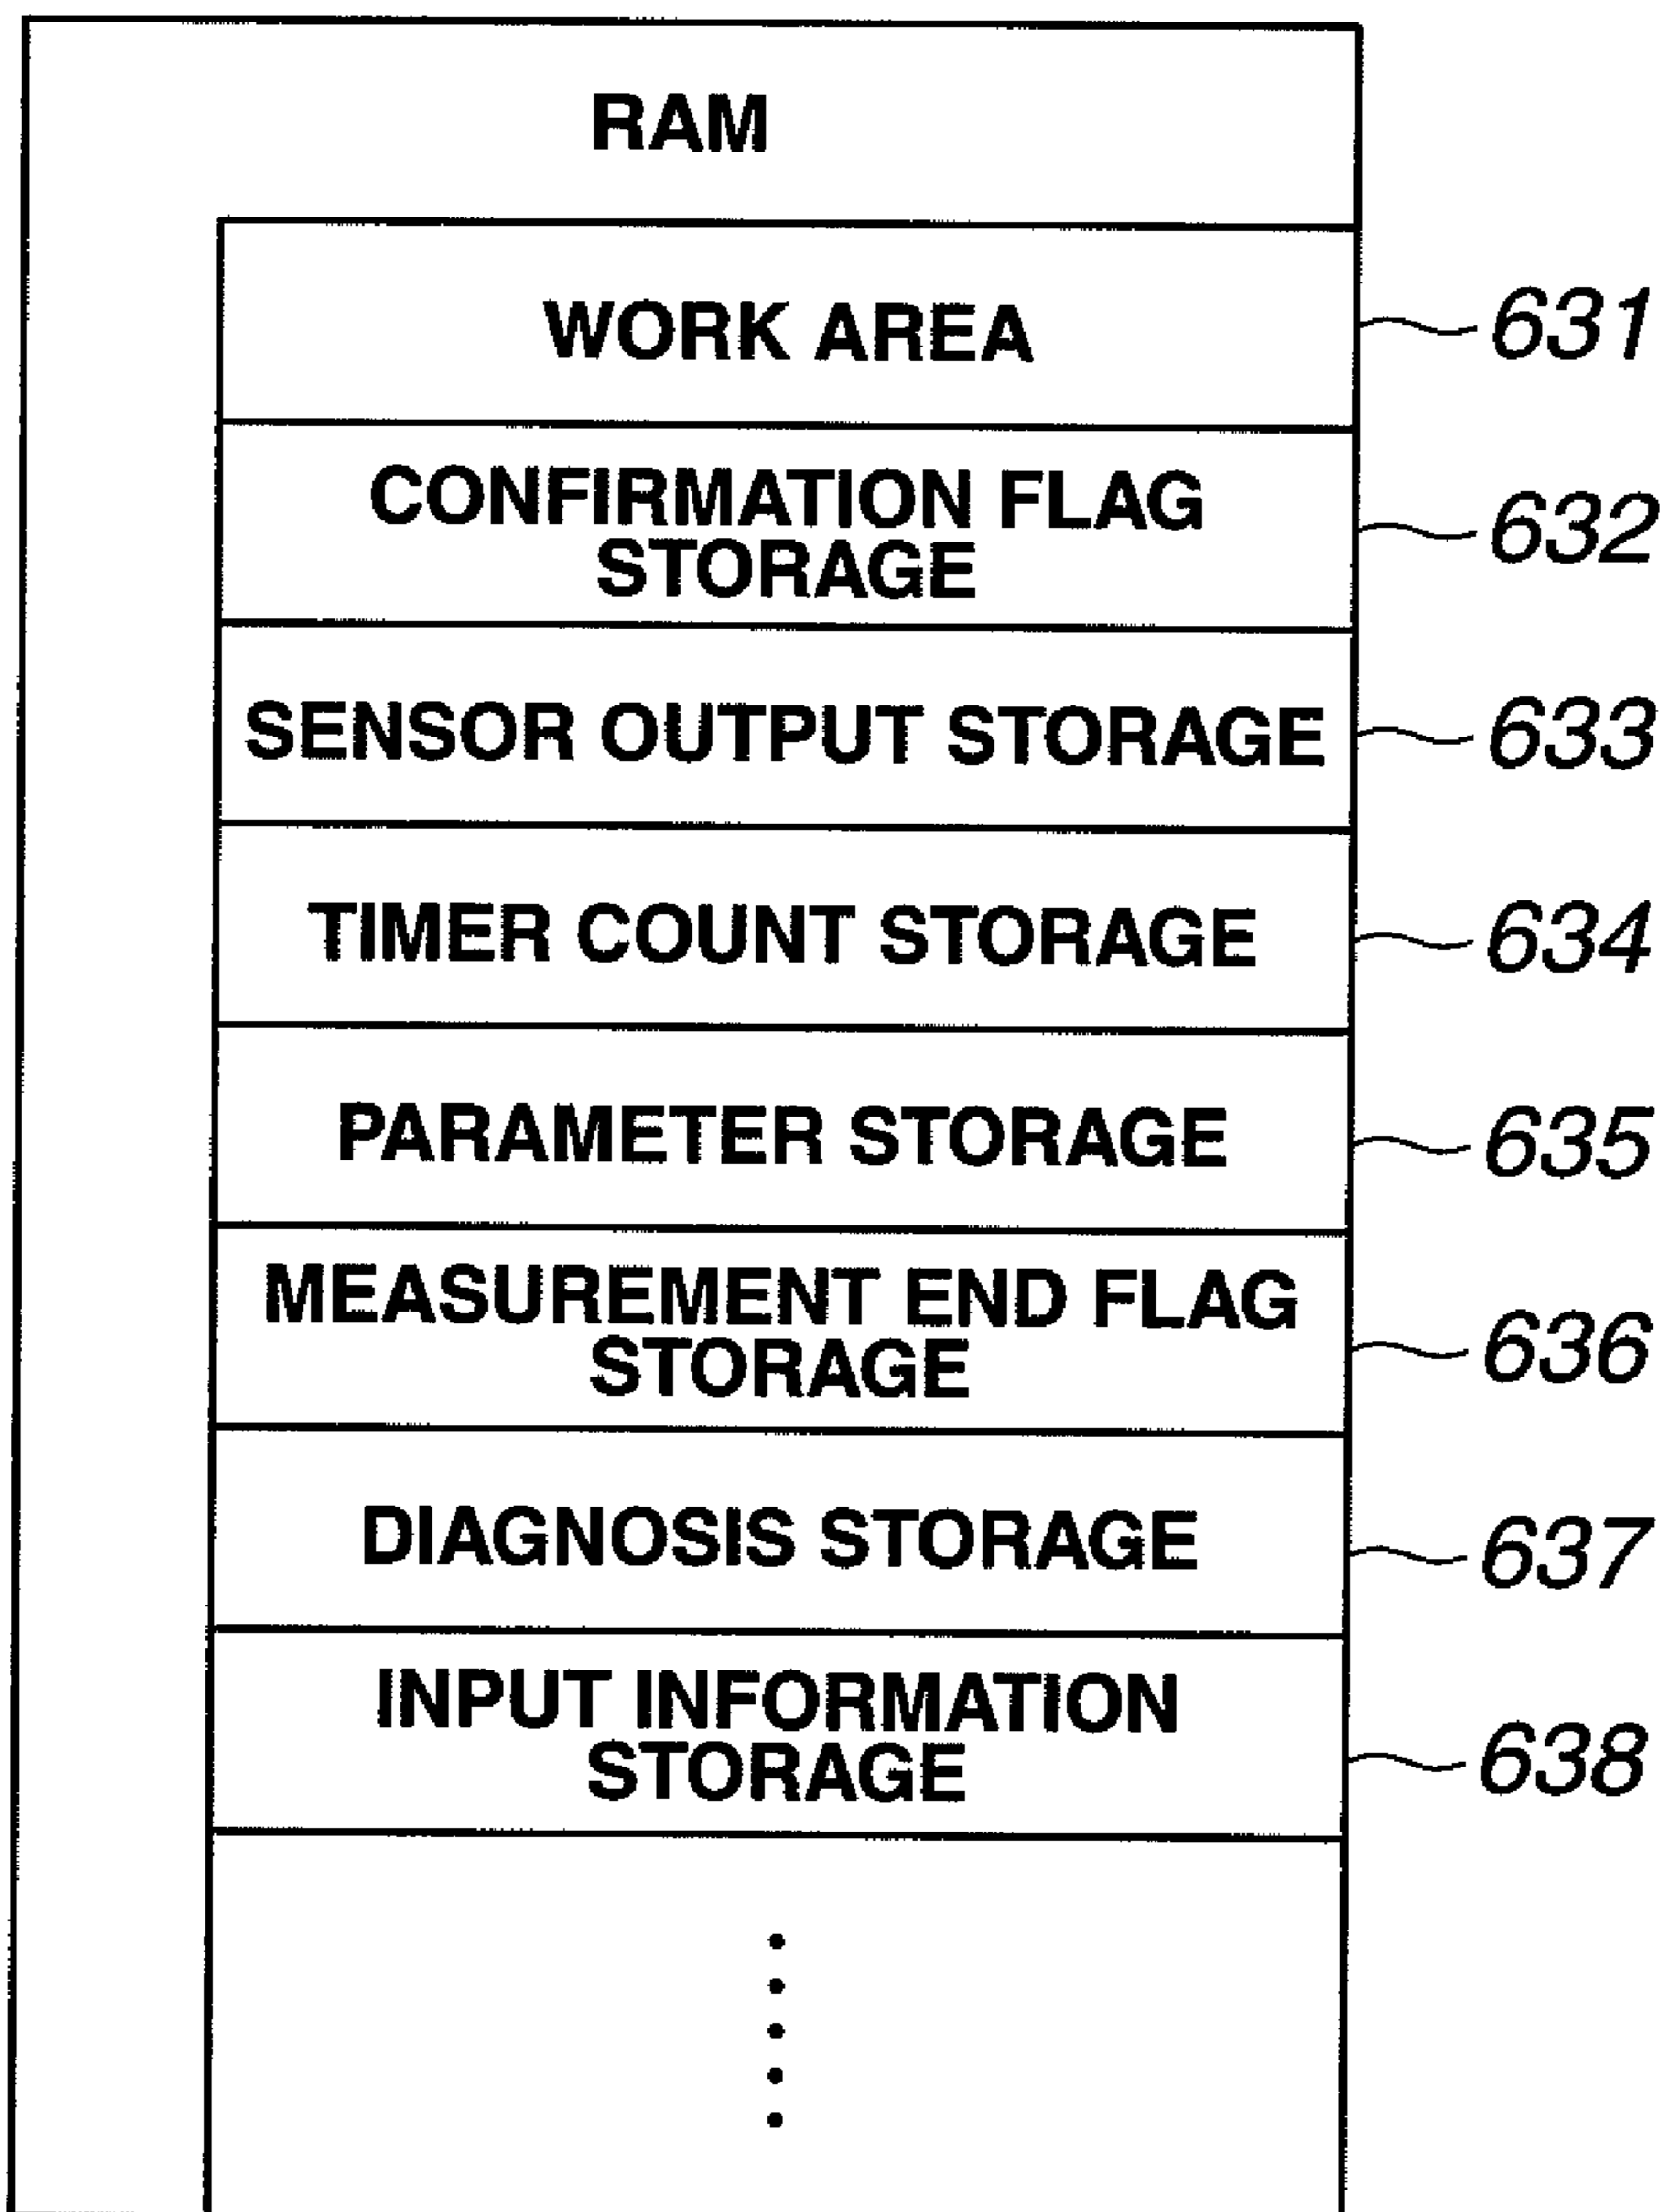 RAM
WORK AREA
631
CONFIRMATION FLAG
STORAGE
632
SENSOR OUTPUT STORAGE
633
TIMER COUNT STORAGE
634
PARAMETER STORAGE
635
MEASUREMENT END FLAG
STORAGE
636
DIAGNOSIS STORAGE
637
INPUT INFORMATION
STORAGE
638